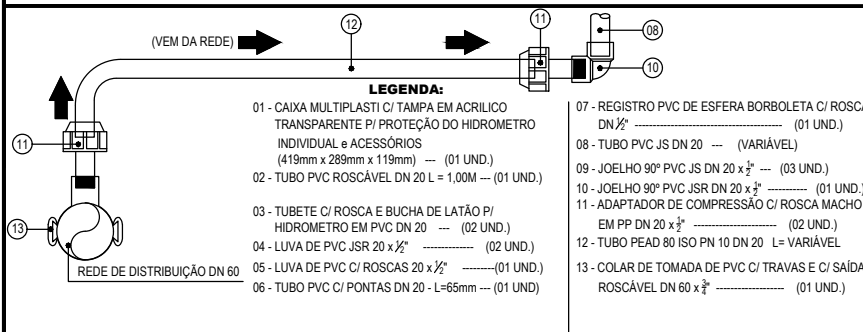 12
11
08
(VEM DA REDE)
10
LEGENDA:
01 - CAIXA MULTIPLASTI C/ TAMPA EM ACRILICO
TRANSPARENTE P/ PROTEÇÃO DO HIDROMETRO
INDIVIDUAL e ACESSÓRIOS
(419mm x 289mm x 119mm) --- (01 UND.)
02 - TUBO PVC ROSCÁVEL DN 20 L = 1,00M --- (01 UND.)
03 - TUBETE C/ ROSCA E BUCHA DE LATÃO P/
HIDROMETRO EM PVC DN 20 --- (02 UND.)
04 - LUVA DE PVC JSR 20 x ½" -------------- (02 UND.)
05 - LUVA DE PVC C/ ROSCAS 20 x ½" ---------(01 UND.)
06 - TUBO PVC C/ PONTAS DN 20 - L=65mm --- (01 UND)
07 - REGISTRO PVC DE ESFERA BORBOLETA C/ ROSCA
DN ½" ---------------------------------------- (01 UND.)
08 - TUBO PVC JS DN 20 --- (VARIÁVEL)
09 - JOELHO 90º PVC JS DN 20 x ½" --- (03 UND.)
10 - JOELHO 90º PVC JSR DN 20 x ½" ----------- (01 UND.)
11 - ADAPTADOR DE COMPRESSÃO C/ ROSCA MACHO
EM PP DN 20 x ½" ----------------------- (02 UND.)
12 - TUBO PEAD 80 ISO PN 10 DN 20 L= VARIÁVEL
13 - COLAR DE TOMADA DE PVC C/ TRAVAS E C/ SAÍDA
ROSCÁVEL DN 60 x ¾" ------------------- (01 UND.)
11
13
REDE DE DISTRIBUIÇÃO DN 60